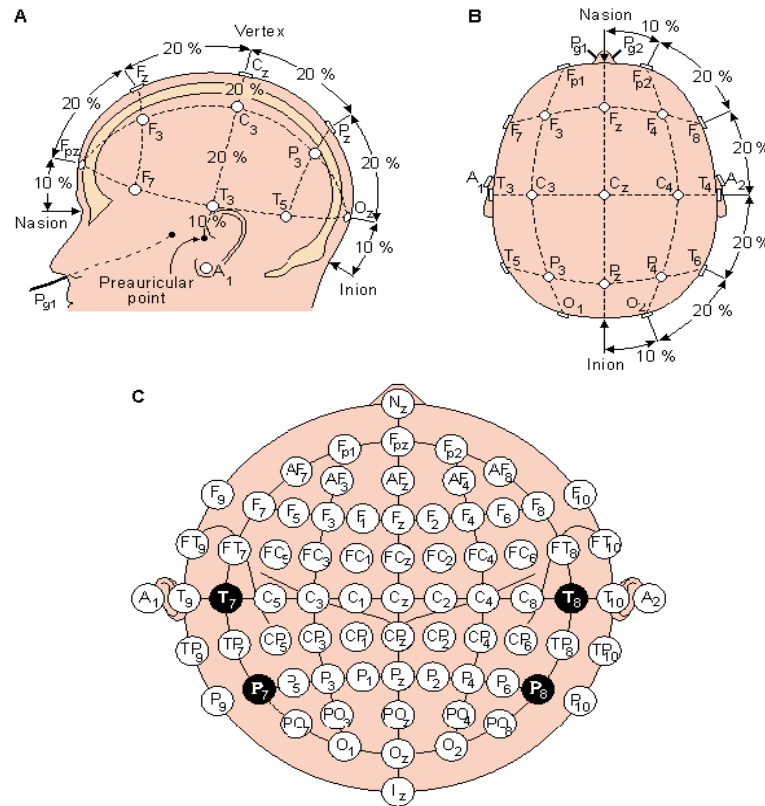 A
20 %
Vertex
20 %
Fz
Cz
20 %
20 %
20 %
F3
C3
Pz
Fpz
20 %
P3
20 %
10 %
F7
T3
T5
Oz
Nasion
10 %
10 %
Preauricular
point
A1
Inion
Pg1
B
Nasion
10 %
Pg1
Pg2
Fp1
Fp2
20 %
F7
F3
Fz
F4
F8
20 %
A1
T3
C3
Cz
C4
T4
A2
20 %
T5
P3
Pz
P4
T6
20 %
O1
O2
10 %
Inion
C
Nz
Fp1 Fpz Fp2
AF7 AF3 AFz AF4 AF8
F9 F7 F5 F3 F1 Fz F2 F4 F6 F8 F10
FT9 FT7 FC5 FC3 FC1 FCz FC2 FC4 FC6 FT8 FT10
A1 T9 T7 C5 C3 C1 Cz C2 C4 C8 T8 T10 A2
TP9 TP7 CP5 CP3 CP1 CPz CP2 CP4 CP6 TP8 TP10
P9 P7 P5 P3 P1 Pz P2 P4 P6 P8 P10
PO7 PO3 POz PO4 PO8
O1 Oz O2
Iz